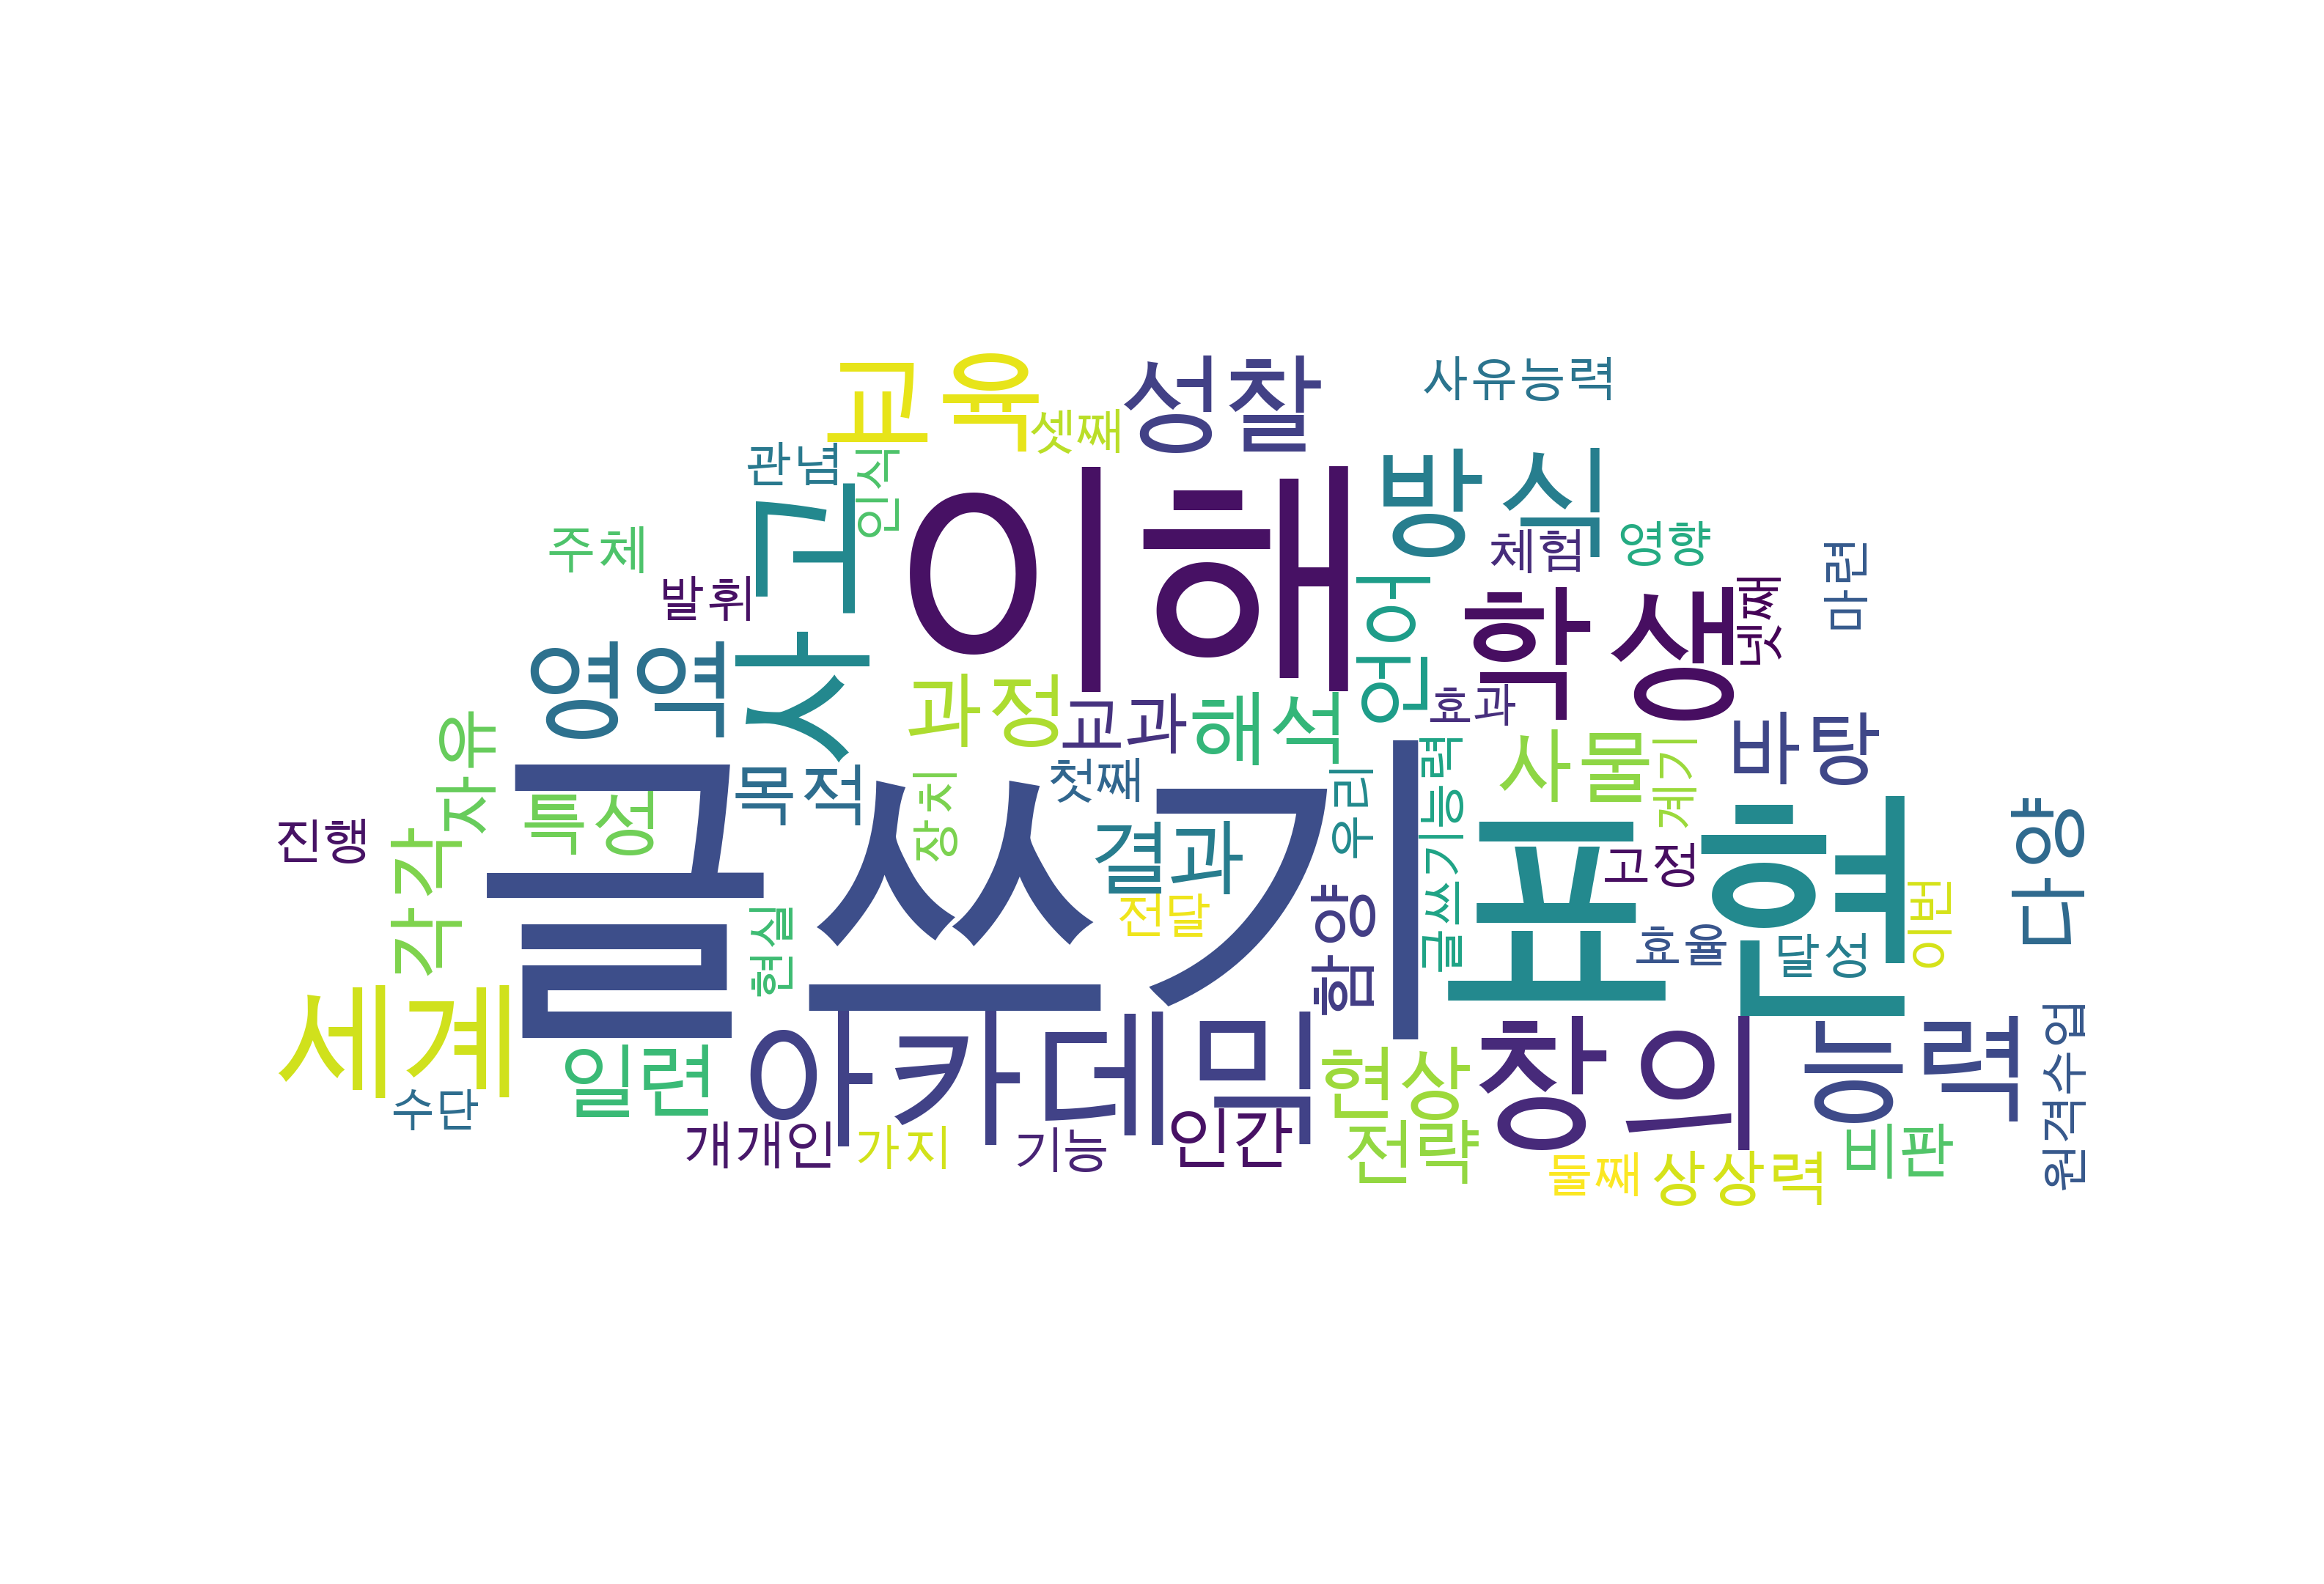 교육
성찰
사유능력
셋째
관념
인식
방식
이해
주체
체험
영향
마련
사고
발휘
언어
학생
넷째
영역
과정
교과
해석
효과
자유
바탕
특성
목적
첫째
사물
계기
글쓰기
장치
우리
글쓰기능력
진행
각각
결과
표현
고정
다양
전달
함양
이번
현실
효율
달성
세계
수단
일련
아카데믹
현상
창의
능력
원격수업
개개인
가지
기능
인간
전략
둘째
상상력
비판